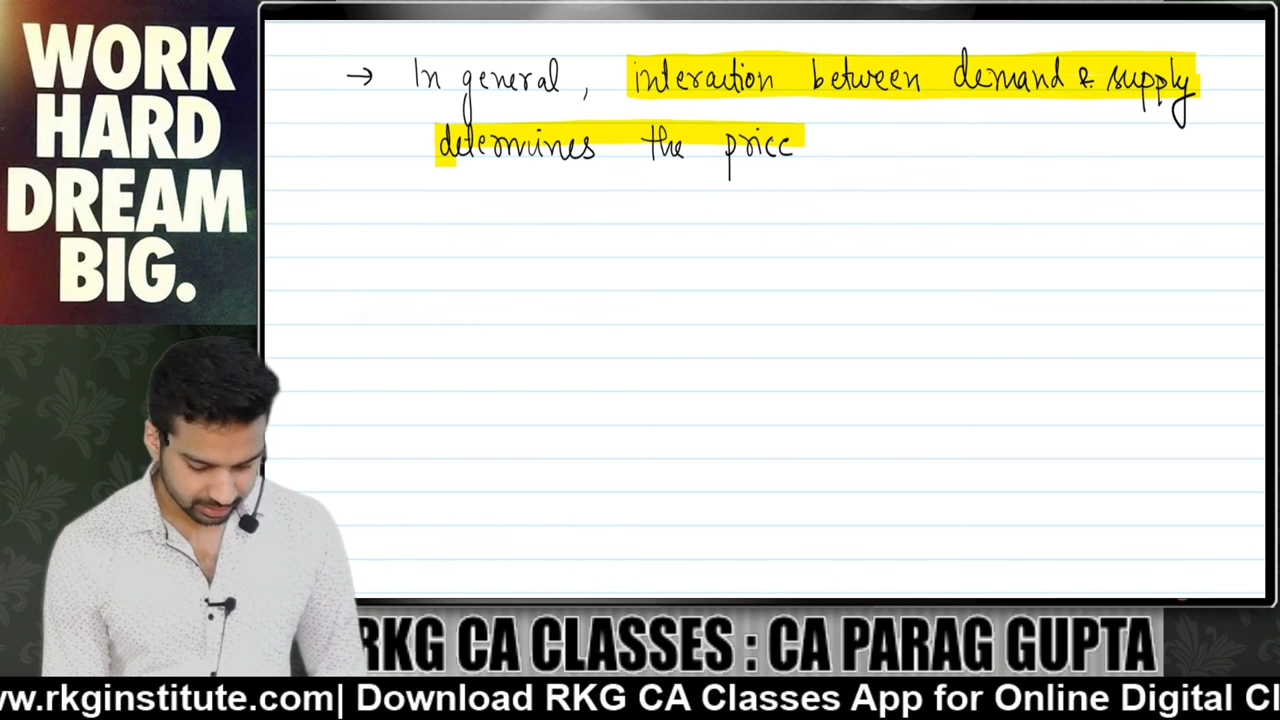 WORK
HARD
DREAM
BIG.
→ In general, interaction between demand & supply
determines the price
RKG CA CLASSES : CA PARAG GUPTA
www.rkginstitute.com| Download RKG CA Classes App for Online Digital Cl